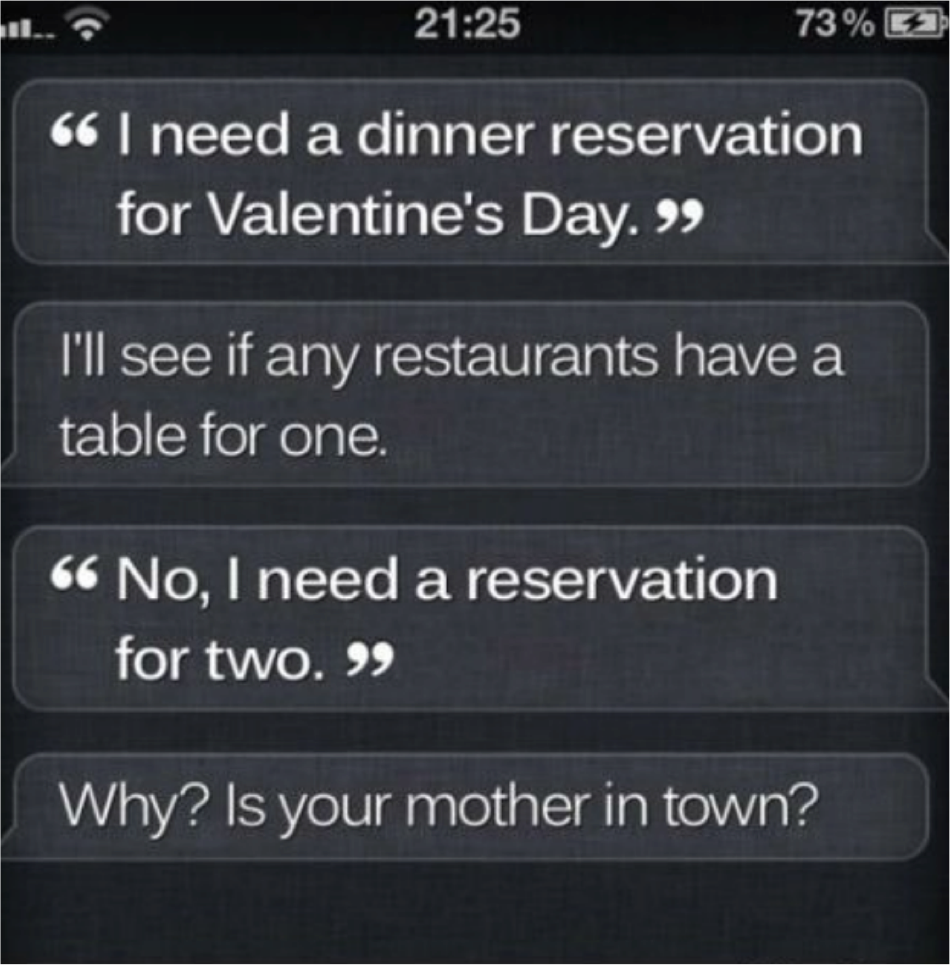 21:25 73%
“ I need a dinner reservation
for Valentine's Day. ”
I'll see if any restaurants have a
table for one.
“ No, I need a reservation
for two. ”
Why? Is your mother in town?